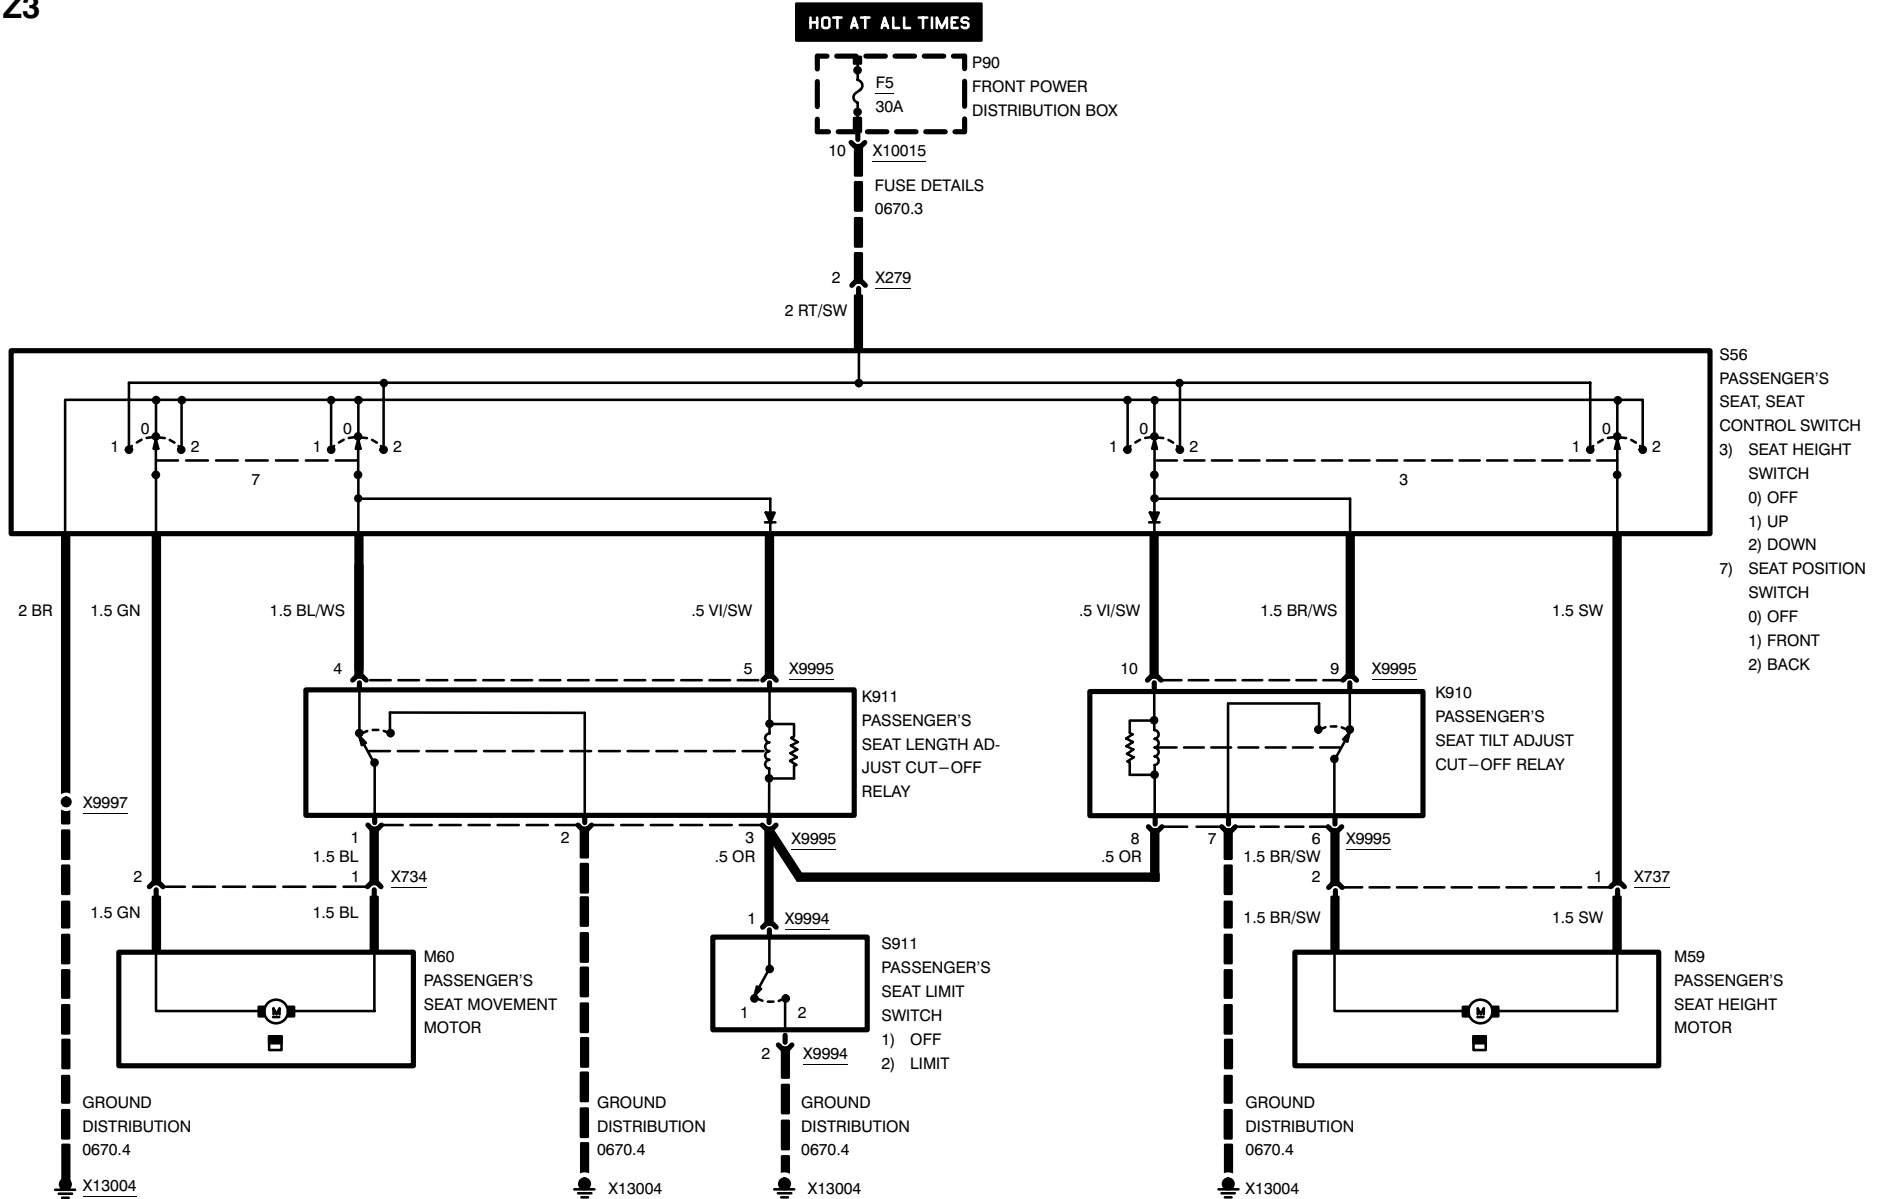 Z3
HOT AT ALL TIMES
P90
FRONT POWER
DISTRIBUTION BOX
F5
30A
10 X10015
FUSE DETAILS
0670.3
2 X279
2 RT/SW
S56
PASSENGER'S
SEAT, SEAT
CONTROL SWITCH
3) SEAT HEIGHT
SWITCH
0) OFF
1) UP
2) DOWN
7) SEAT POSITION
SWITCH
0) OFF
1) FRONT
2) BACK
1 0 2
1 0 2
1 0 2
1 0 2
7
3
2 BR
1.5 GN
1.5 BL/WS
.5 VI/SW
.5 VI/SW
1.5 BR/WS
1.5 SW
4
5 X9995
10
9 X9995
K911
PASSENGER'S
SEAT LENGTH AD-
JUST CUT-OFF
RELAY
K910
PASSENGER'S
SEAT TILT ADJUST
CUT-OFF RELAY
X9997
1
2
3 X9995
8
7
6 X9995
1.5 BL
.5 OR
.5 OR
1.5 BR/SW
2
1 X734
2
1 X737
1.5 GN
1.5 BL
1.5 BR/SW
1.5 SW
1 X9994
M60
PASSENGER'S
SEAT MOVEMENT
MOTOR
M
S911
PASSENGER'S
SEAT LIMIT
SWITCH
1) OFF
2) LIMIT
1 2
M59
PASSENGER'S
SEAT HEIGHT
MOTOR
M
2 X9994
GROUND
DISTRIBUTION
0670.4
X13004
GROUND
DISTRIBUTION
0670.4
X13004
GROUND
DISTRIBUTION
0670.4
X13004
GROUND
DISTRIBUTION
0670.4
X13004